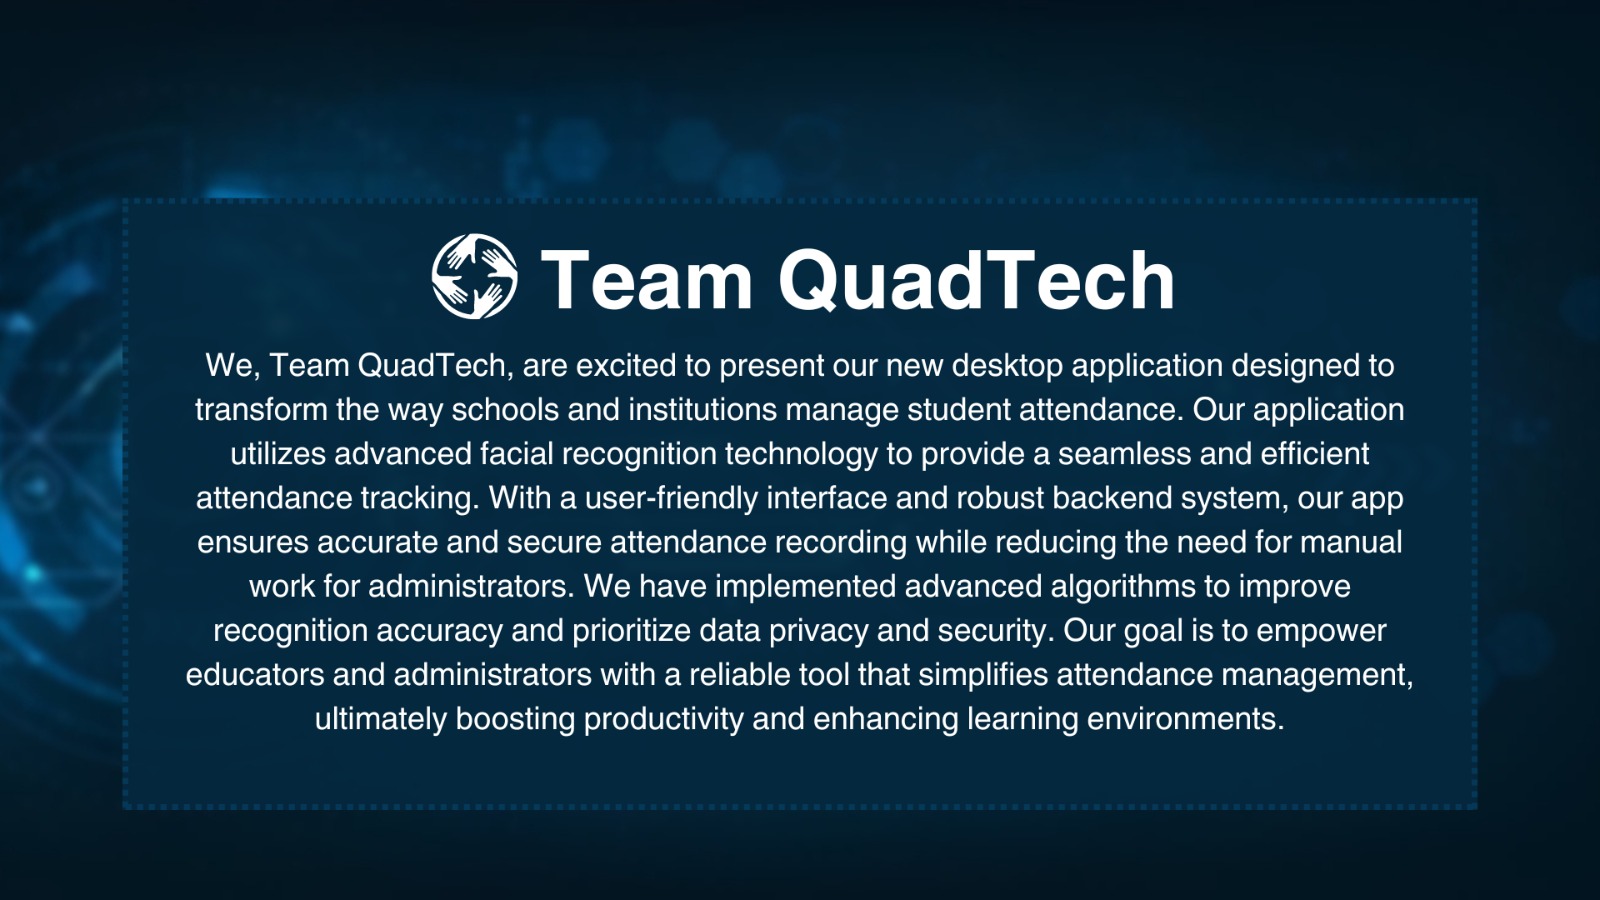 Team QuadTech
We, Team QuadTech, are excited to present our new desktop application designed to
transform the way schools and institutions manage student attendance. Our application
utilizes advanced facial recognition technology to provide a seamless and efficient
attendance tracking. With a user-friendly interface and robust backend system, our app
ensures accurate and secure attendance recording while reducing the need for manual
work for administrators. We have implemented advanced algorithms to improve
recognition accuracy and prioritize data privacy and security. Our goal is to empower
educators and administrators with a reliable tool that simplifies attendance management,
ultimately boosting productivity and enhancing learning environments.